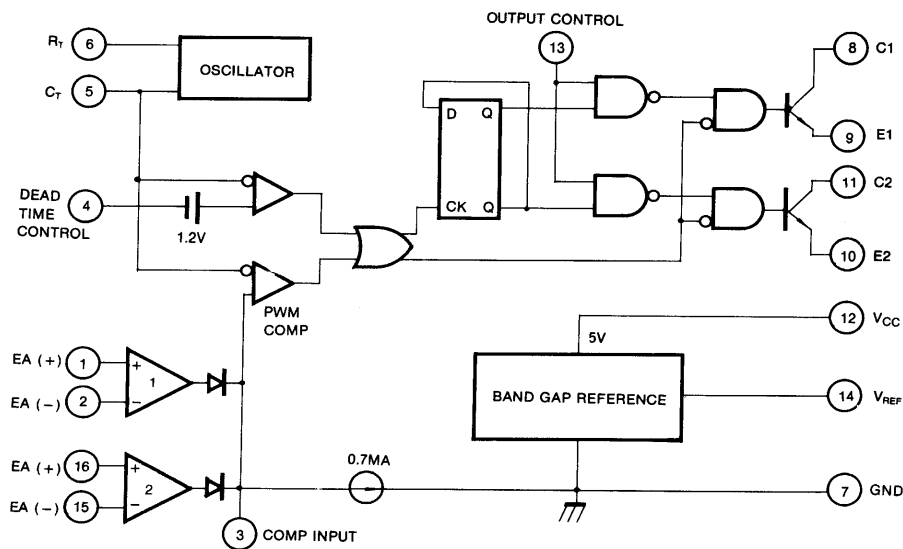 OUTPUT CONTROL
R_T 6
OSCILLATOR
13
8 C1
C_T 5
D Q
9 E1
DEAD
TIME
CONTROL
4
1.2V
CK Q
11 C2
10 E2
PWM
COMP
5V
12 V_CC
EA (+) 1
+
1
EA (−) 2
−
BAND GAP REFERENCE
14 V_REF
EA (+) 16
+
2
EA (−) 15
−
0.7MA
7 GND
3 COMP INPUT